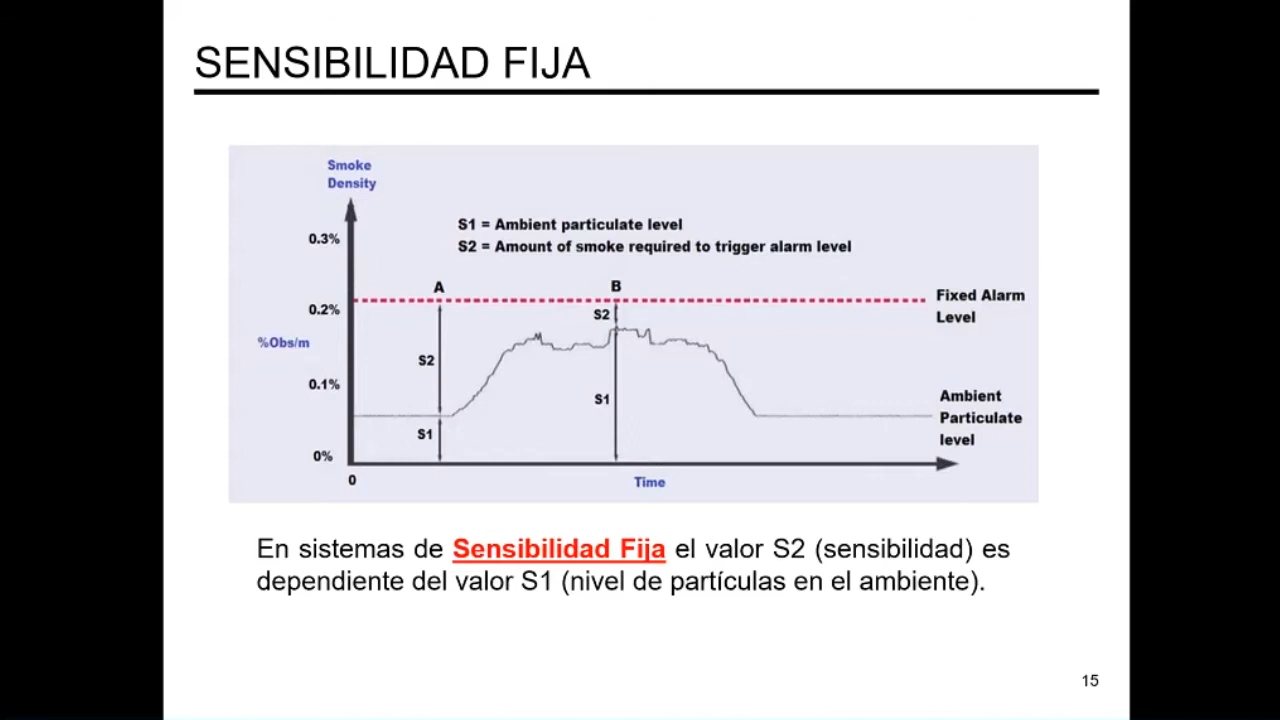 SENSIBILIDAD FIJA
Smoke
Density
S1 = Ambient particulate level
S2 = Amount of smoke required to trigger alarm level
0.3%
A
B
Fixed Alarm
Level
0.2%
S2
%Obs/m
S2
0.1%
S1
Ambient
Particulate
level
S1
0%
0
Time
En sistemas de Sensibilidad Fija el valor S2 (sensibilidad) es
dependiente del valor S1 (nivel de partículas en el ambiente).
15